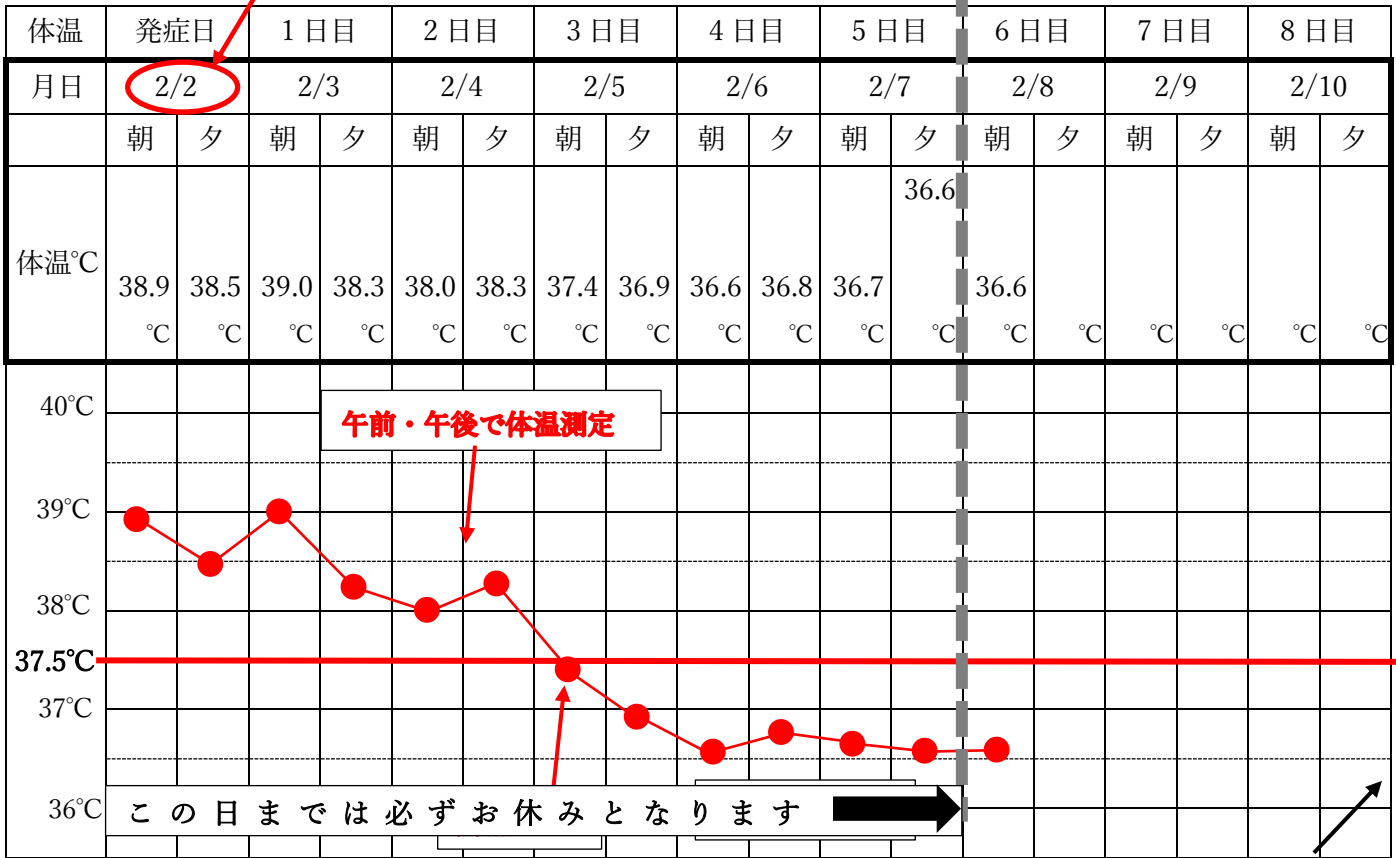 体温 発症日 1日目 2日目 3日目 4日目 5日目 6日目 7日目 8日目
月日 2/2 2/3 2/4 2/5 2/6 2/7 2/8 2/9 2/10
朝 夕 朝 夕 朝 夕 朝 夕 朝 夕 朝 夕 朝 夕 朝 夕 朝 夕
36.6
体温℃
38.9 38.5 39.0 38.3 38.0 38.3 37.4 36.9 36.6 36.8 36.7 36.6
℃ ℃ ℃ ℃ ℃ ℃ ℃ ℃ ℃ ℃ ℃ ℃ ℃ ℃ ℃ ℃ ℃
40℃
午前・午後で体温測定
39℃
38℃
37.5℃
37℃
36℃
この日までは必ずお休みとなります